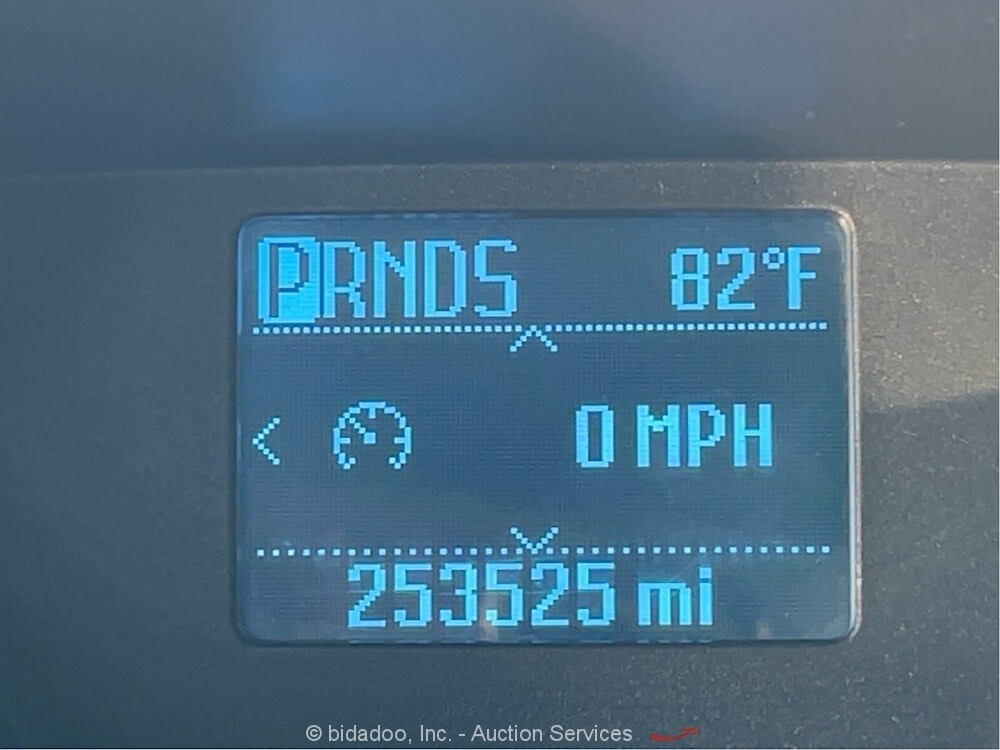 PRNDS 82°F
0 MPH
253525 mi
© bidadoo, Inc. - Auction Services